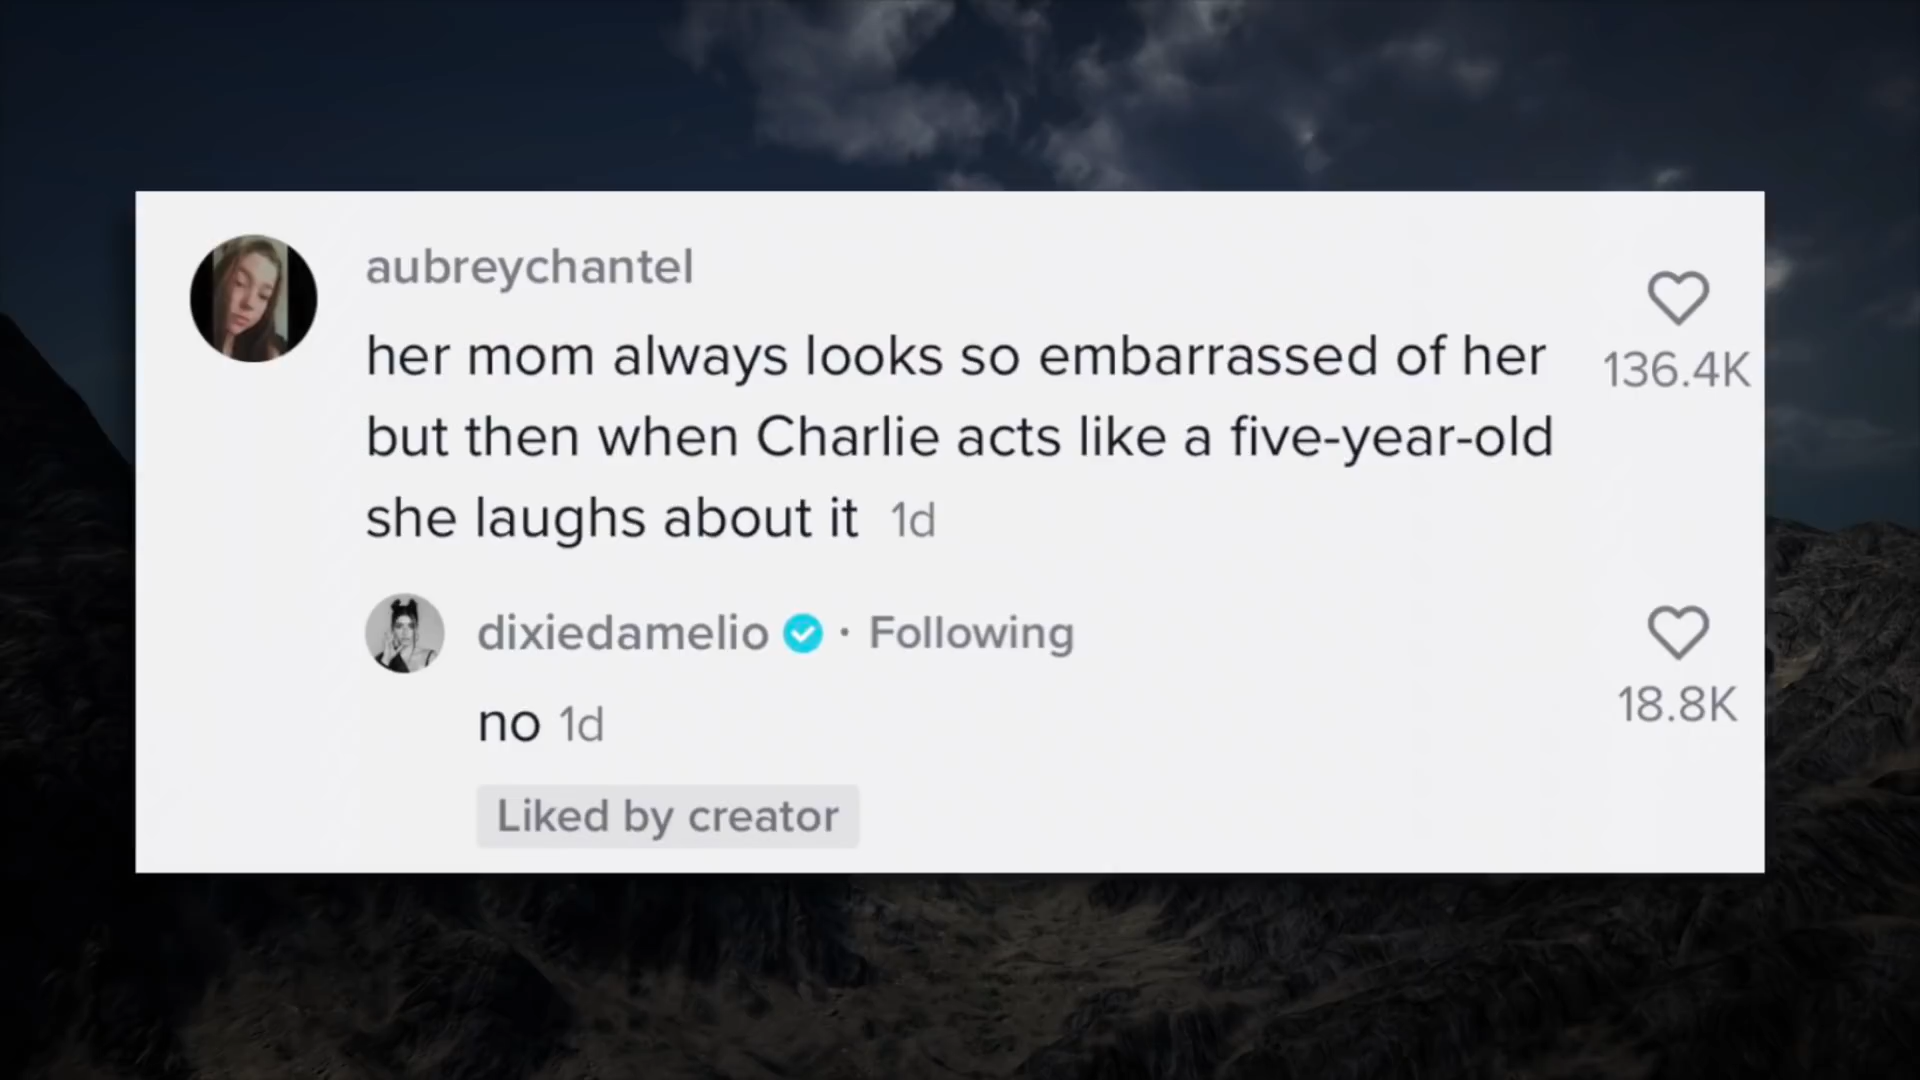 aubreychantel
136.4K
her mom always looks so embarrassed of her
but then when Charlie acts like a five-year-old
she laughs about it 1d
dixiedamelio · Following
18.8K
no 1d
Liked by creator